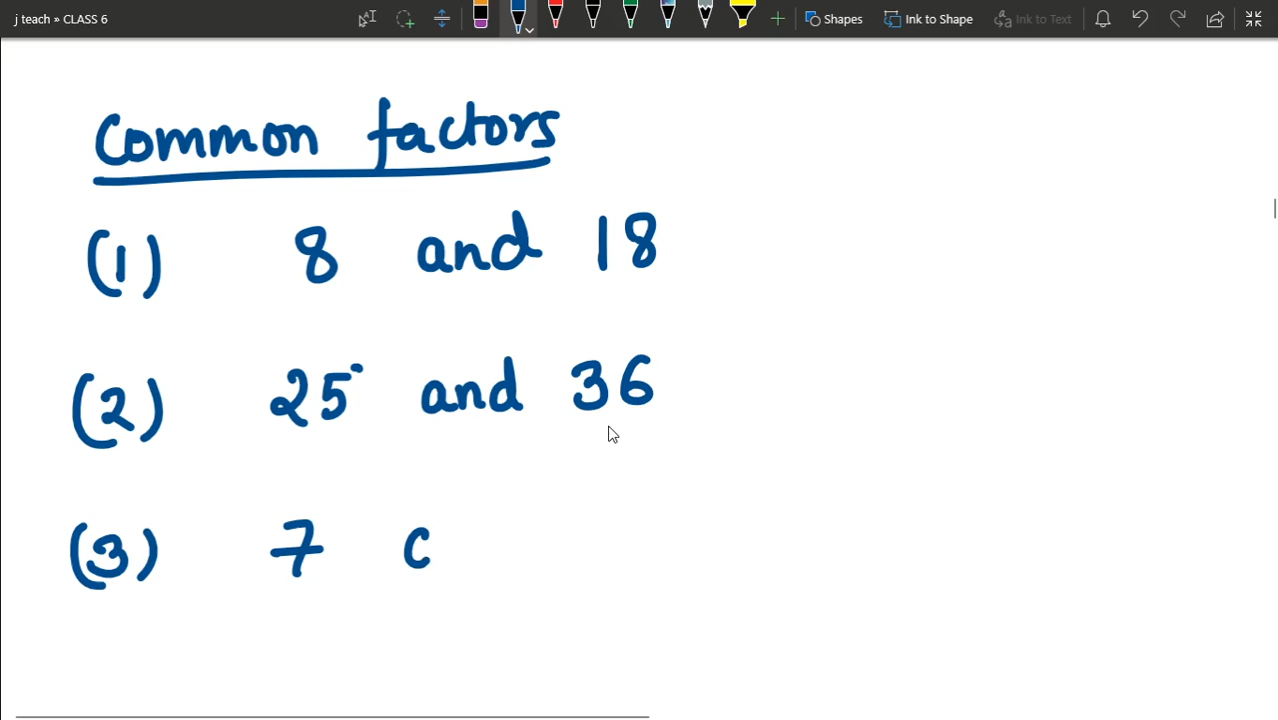 j teach » CLASS 6
Shapes
Ink to Shape
Ink to Text
Common factors
(1) 8 and 18
(2) 25 and 36
(3) 7 c